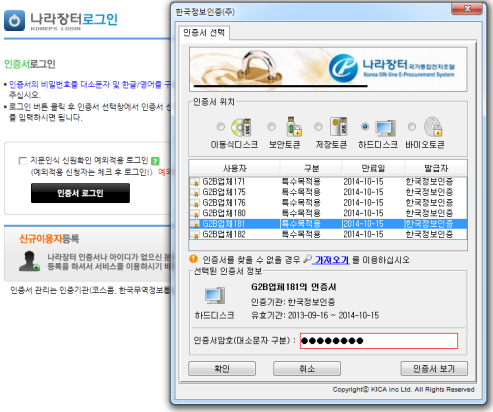 나라장터로그인
KONEPS LOGIN
인증서로그인
인증서의 비밀번호를 대소문자 및 한글/영어를 구
주십시오.
로그인 버튼 클릭 후 인증서 선택창에서 인증서 선
를 입력하시면 됩니다.
지문인식 신원확인 예외적용 로그인 ?
(예외적용 신청자는 체크 후 로그인!) 예외
인증서 로그인
신규이용자등록
나라장터 인증서나 아이디가 없으신 분
등록을 하셔서 서비스를 이용하시기 바
인증서 관리는 인증기관(코스콤, 한국무역정보통
한국정보인증(주)
인증서 선택
나라장터 국가종합전자조달
Korea ON-line E-Procurement System
인증서 위치
이동식디스크 보안토큰 저장토큰 하드디스크 바이오토큰
사용자 구분 만료일 발급자
G2B업체171 특수목적용 2014-10-15 한국정보인증
G2B업체175 특수목적용 2014-10-15 한국정보인증
G2B업체176 특수목적용 2014-10-15 한국정보인증
G2B업체180 특수목적용 2014-10-15 한국정보인증
G2B업체181 특수목적용 2014-10-15 한국정보인증
G2B업체182 특수목적용 2014-10-15 한국정보인증
인증서를 찾을 수 없을 경우 가져오기 를 이용하십시오
선택된 인증서 정보
G2B업체181의 인증서
인증기관: 한국정보인증
하드디스크 유효기간: 2013-09-16 ~ 2014-10-15
인증서암호(대소문자 구분) : ●●●●●●●●
확인 취소 인증서 보기
Copyright© KICA inc Ltd. All Rights Reserved